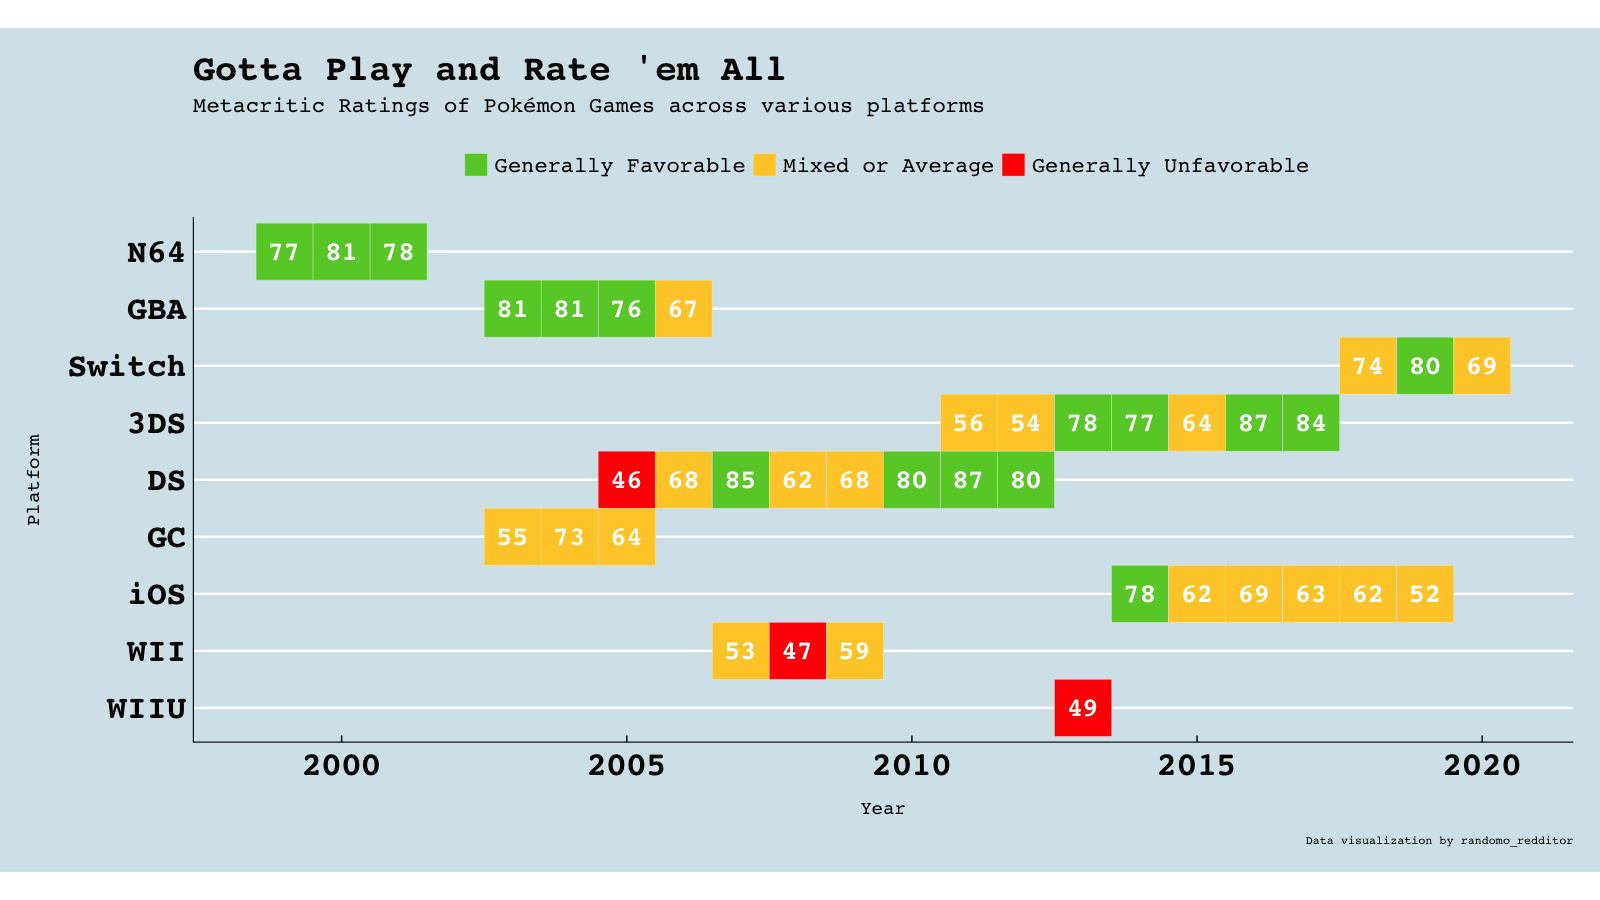 Gotta Play and Rate 'em All
Metacritic Ratings of Pokémon Games across various platforms
Generally Favorable Mixed or Average Generally Unfavorable
N64 77 81 78
GBA 81 81 76 67
Switch 74 80 69
3DS 56 54 78 77 64 87 84
DS 46 68 85 62 68 80 87 80
GC 55 73 64
iOS 78 62 69 63 62 52
WII 53 47 59
WIIU 49
Platform
2000 2005 2010 2015 2020
Year
Data visualization by randomo_redditor